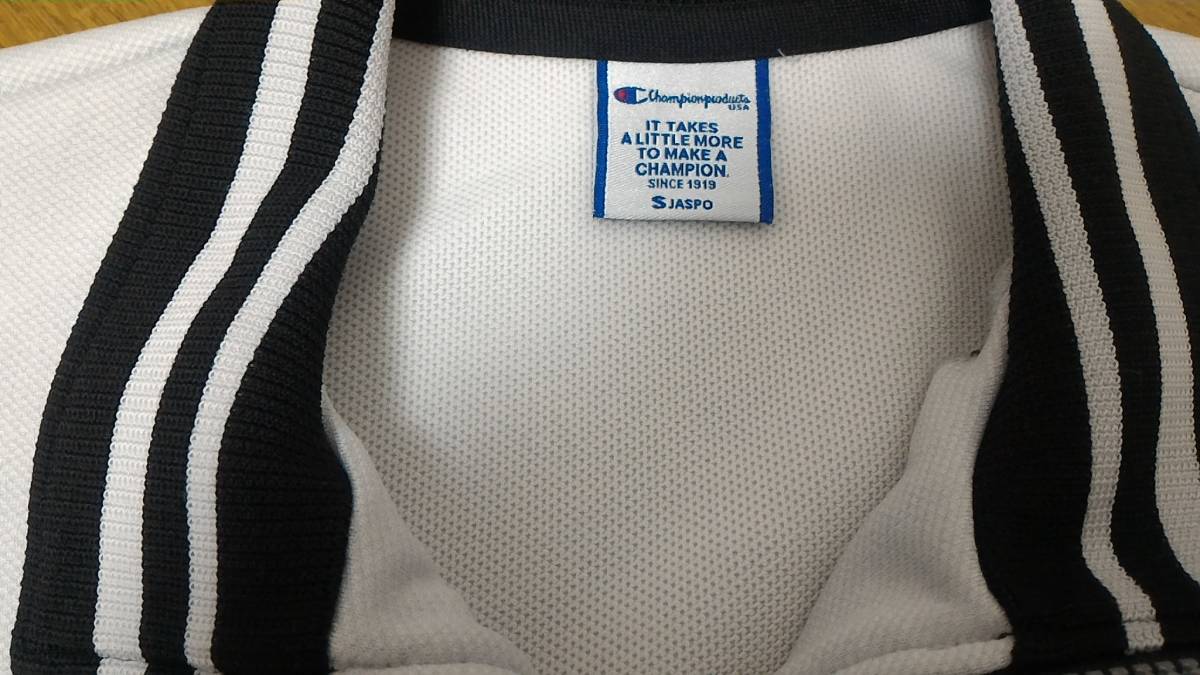 Championproducts
USA
IT TAKES
A LITTLE MORE
TO MAKE A
CHAMPION.
SINCE 1919
S JASPO